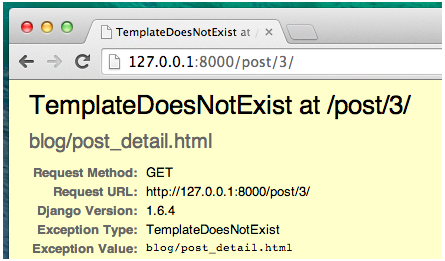 TemplateDoesNotExist at /
127.0.0.1:8000/post/3/
TemplateDoesNotExist at /post/3/
blog/post_detail.html
Request Method: GET
Request URL: http://127.0.0.1:8000/post/3/
Django Version: 1.6.4
Exception Type: TemplateDoesNotExist
Exception Value: blog/post_detail.html